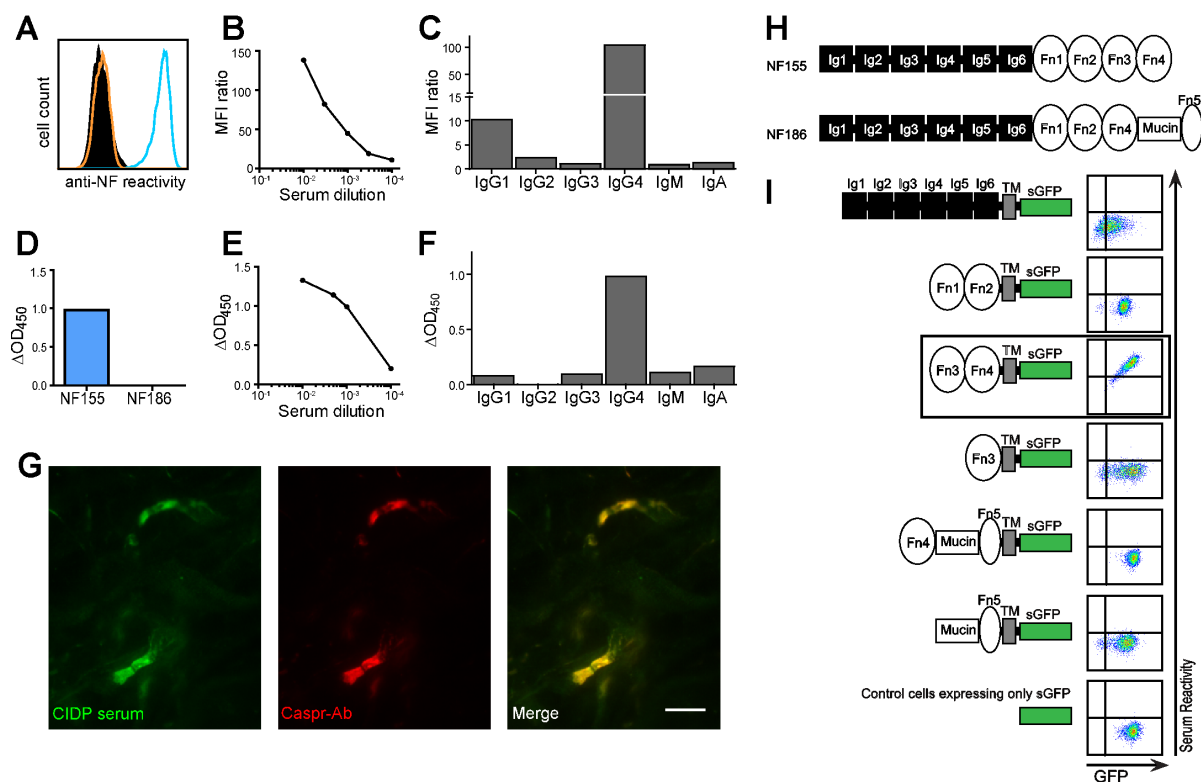 A
cell count
anti-NF reactivity
B
MFI ratio
150
100
50
0
10-1 10-2 10-3 10-4
Serum dilution
C
MFI ratio
100
50
15
10
5
0
IgG1 IgG2 IgG3 IgG4 IgM IgA
D
ΔOD450
1.5
1.0
0.5
0.0
NF155 NF186
E
ΔOD450
1.5
1.0
0.5
0.0
10-1 10-2 10-3 10-4
Serum dilution
F
ΔOD450
1.0
0.5
0.0
IgG1 IgG2 IgG3 IgG4 IgM IgA
G
CIDP serum
Caspr-Ab
Merge
H
NF155 Ig1 Ig2 Ig3 Ig4 Ig5 Ig6 Fn1 Fn2 Fn3 Fn4
Fn5
NF186 Ig1 Ig2 Ig3 Ig4 Ig5 Ig6 Fn1 Fn2 Fn4 Mucin
I
Ig1 Ig2 Ig3 Ig4 Ig5 Ig6 TM sGFP
TM sGFP
Fn1 Fn2
TM sGFP
Fn3 Fn4
TM sGFP
Fn3
Fn5 TM sGFP
Fn4 Mucin
Fn5 TM sGFP
Mucin
Control cells expressing only sGFP
Serum Reactivity
GFP